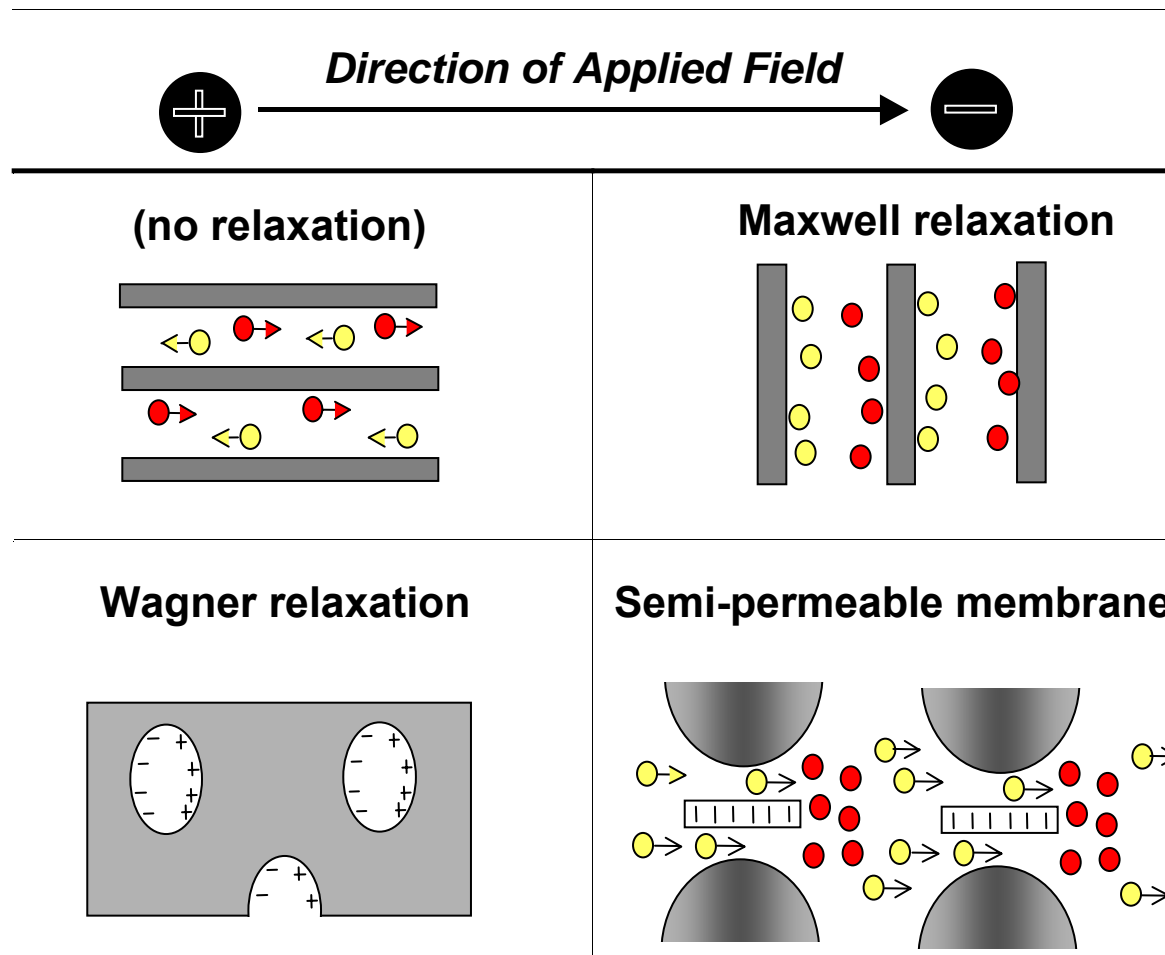 Direction of Applied Field
(no relaxation)
Maxwell relaxation
Wagner relaxation
Semi-permeable membrane